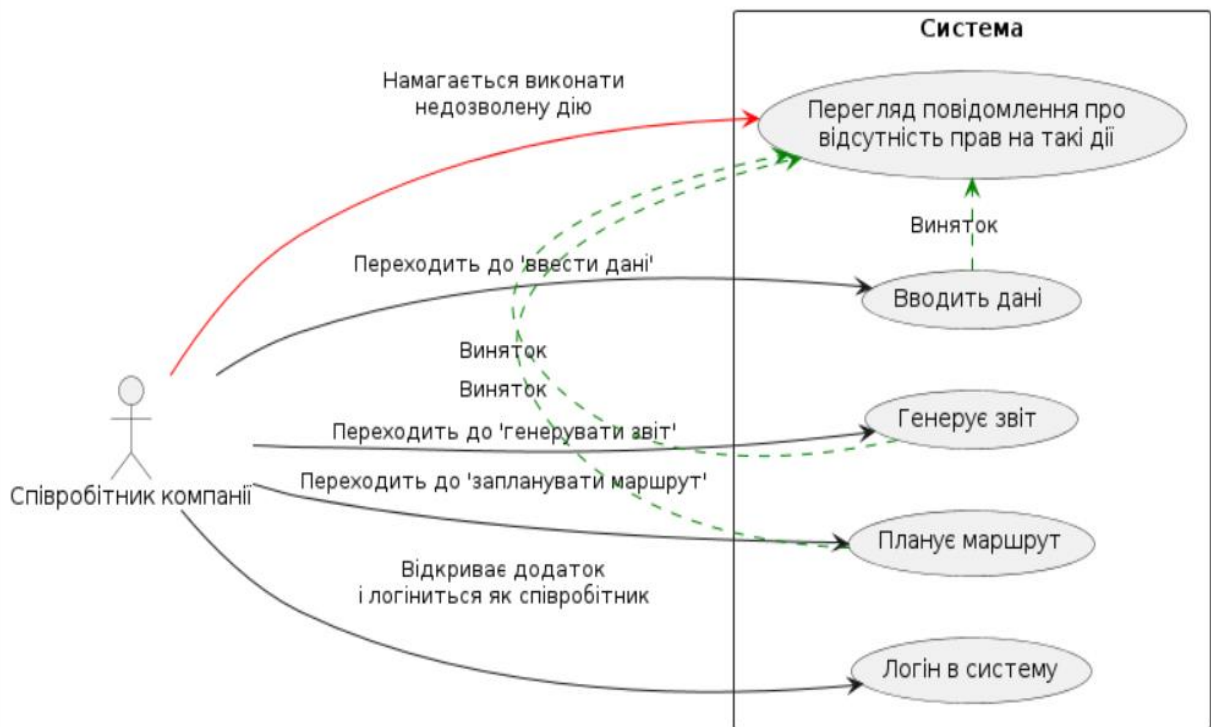 Система
Намагається виконати
недозволену дію
Перегляд повідомлення про
відсутність прав на такі дії
Виняток
Переходить до 'ввести дані'
Вводить дані
Виняток
Виняток
Генерує звіт
Переходить до 'генерувати звіт'
Співробітник компанії
Переходить до 'запланувати маршрут'
Планує маршрут
Відкриває додаток
і логіниться як співробітник
Логін в систему